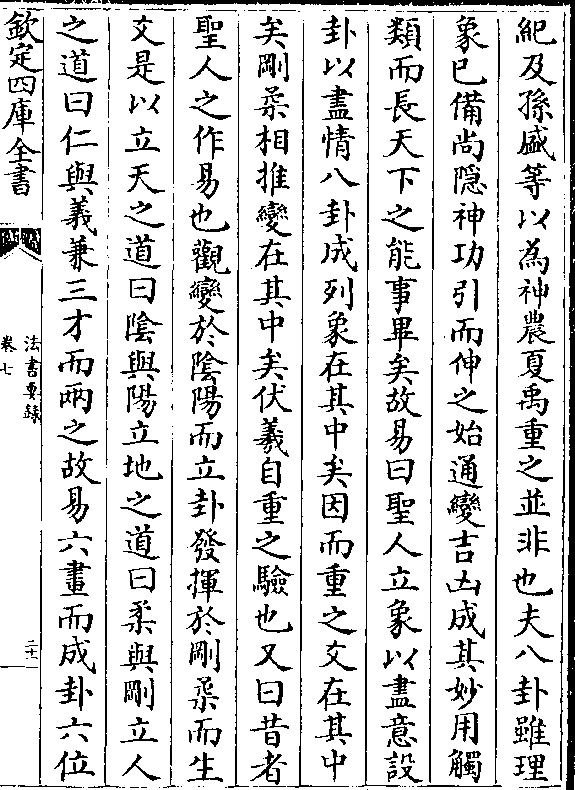 紀及孫盛等以為神農夏禹重之並非也夫八卦雖理
象已備尚隠神功引而伸之始通變吉凶成其妙用觸
類而長天下之能事畢矣故易曰聖人立象以盡意設
卦以盡情八卦成列象在其中矣因而重之爻在其中
矣剛柔相推變在其中矣伏羲自重之驗也又曰昔者
聖人之作易也觀變於陰陽而立卦發揮於剛柔而生
爻是以立天之道曰陰與陽立地之道曰柔與剛立人
之道曰仁與義兼三才而兩之故易六畫而成卦六位
欽定四庫全書
法書要録
卷七
二十